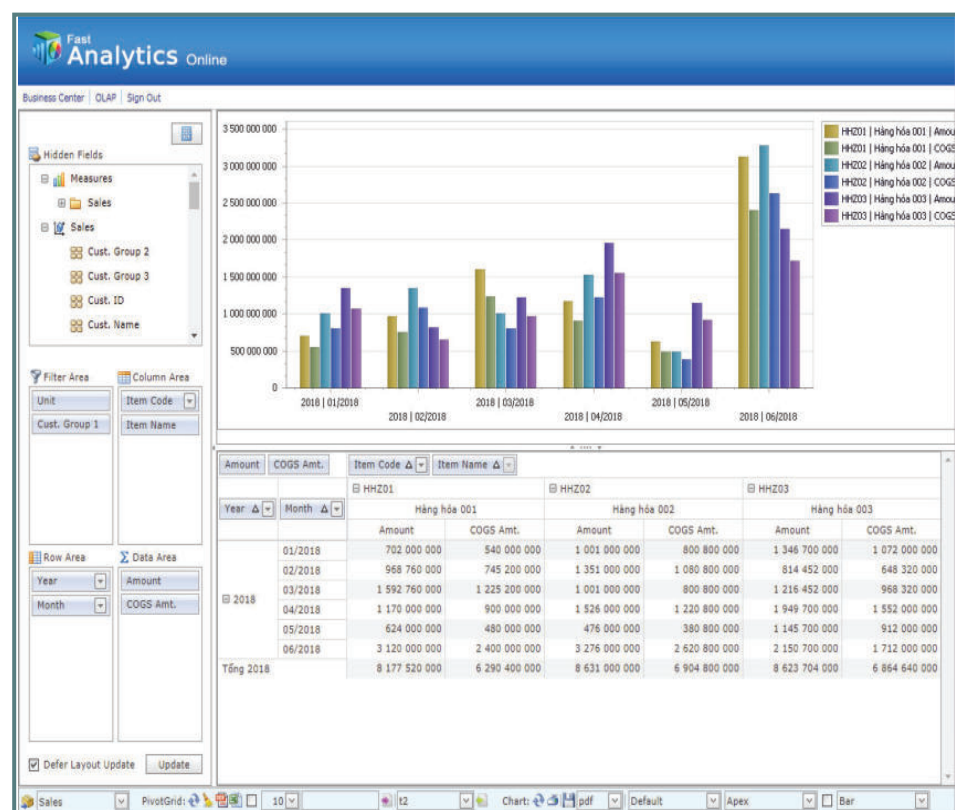 Fast
Analytics Online
Business Center | OLAP | Sign Out
Hidden Fields
Measures
Sales
Sales
Cust. Group 2
Cust. Group 3
Cust. ID
Cust. Name
Filter Area
Column Area
Unit
Item Code
Cust. Group 1
Item Name
Row Area
Data Area
Year
Amount
Month
COGS Amt.
Defer Layout Update
Update
3 500 000 000
3 000 000 000
2 500 000 000
2 000 000 000
1 500 000 000
1 000 000 000
500 000 000
0
2018 | 01/2018
2018 | 02/2018
2018 | 03/2018
2018 | 04/2018
2018 | 05/2018
2018 | 06/2018
HHZ01 | Hàng hóa 001 | Amou
HHZ01 | Hàng hóa 001 | COGS
HHZ02 | Hàng hóa 002 | Amou
HHZ02 | Hàng hóa 002 | COGS
HHZ03 | Hàng hóa 003 | Amou
HHZ03 | Hàng hóa 003 | COGS
Amount COGS Amt. Item Code Item Name
HHZ01 HHZ02 HHZ03
Year Month Hàng hóa 001 Hàng hóa 002 Hàng hóa 003
Amount COGS Amt. Amount COGS Amt. Amount COGS Amt.
01/2018 702 000 000 540 000 000 1 001 000 000 800 800 000 1 346 700 000 1 072 000 000
02/2018 968 760 000 745 200 000 1 351 000 000 1 080 800 000 814 452 000 648 320 000
2018 03/2018 1 592 760 000 1 225 200 000 1 001 000 000 800 800 000 1 216 452 000 968 320 000
04/2018 1 170 000 000 900 000 000 1 526 000 000 1 220 800 000 1 949 700 000 1 552 000 000
05/2018 624 000 000 480 000 000 476 000 000 380 800 000 1 145 700 000 912 000 000
06/2018 3 120 000 000 2 400 000 000 3 276 000 000 2 620 800 000 2 150 700 000 1 712 000 000
Tổng 2018 8 177 520 000 6 290 400 000 8 631 000 000 6 904 800 000 8 623 704 000 6 864 640 000
Sales PivotGrid: 10 t2 Chart: pdf Default Apex Bar